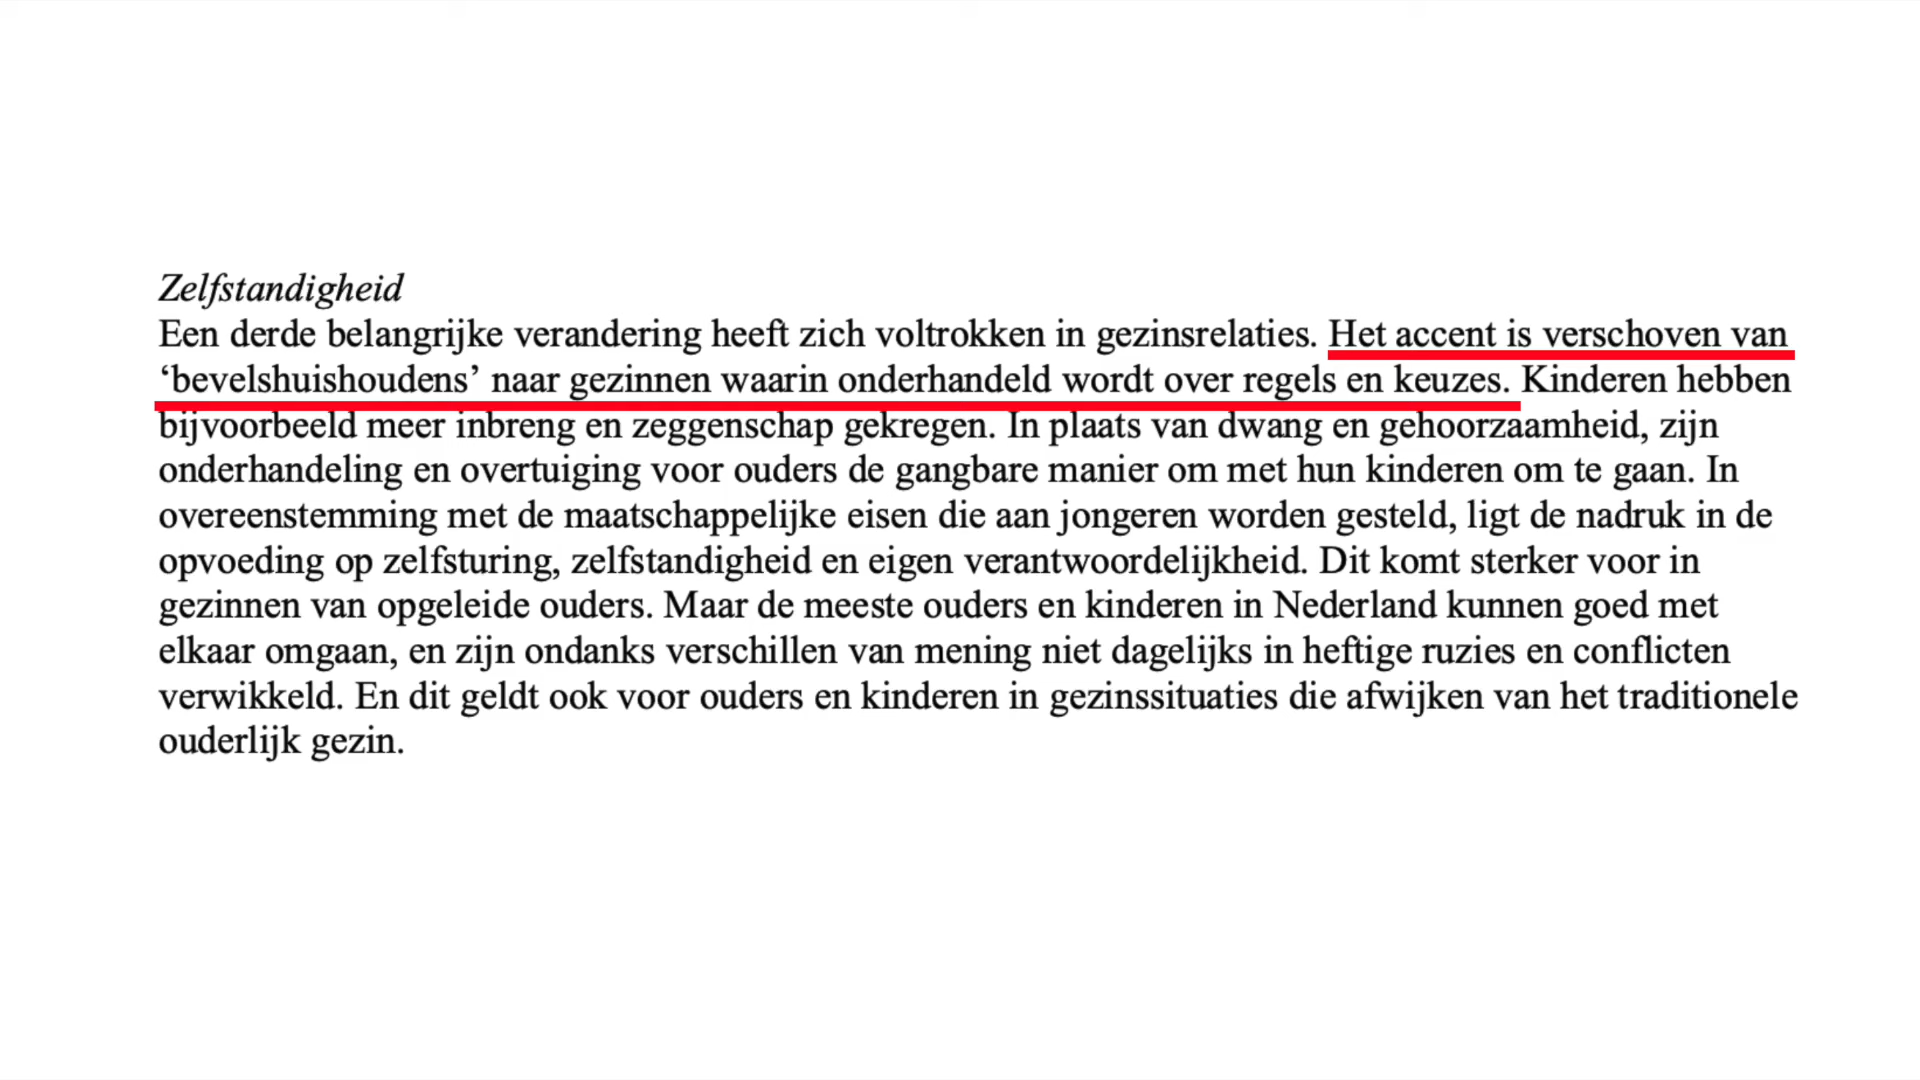 Zelfstandigheid
Een derde belangrijke verandering heeft zich voltrokken in gezinsrelaties. Het accent is verschoven van
‘bevelshuishoudens’ naar gezinnen waarin onderhandeld wordt over regels en keuzes. Kinderen hebben
bijvoorbeeld meer inbreng en zeggenschap gekregen. In plaats van dwang en gehoorzaamheid, zijn
onderhandeling en overtuiging voor ouders de gangbare manier om met hun kinderen om te gaan. In
overeenstemming met de maatschappelijke eisen die aan jongeren worden gesteld, ligt de nadruk in de
opvoeding op zelfsturing, zelfstandigheid en eigen verantwoordelijkheid. Dit komt sterker voor in
gezinnen van opgeleide ouders. Maar de meeste ouders en kinderen in Nederland kunnen goed met
elkaar omgaan, en zijn ondanks verschillen van mening niet dagelijks in heftige ruzies en conflicten
verwikkeld. En dit geldt ook voor ouders en kinderen in gezinssituaties die afwijken van het traditionele
ouderlijk gezin.